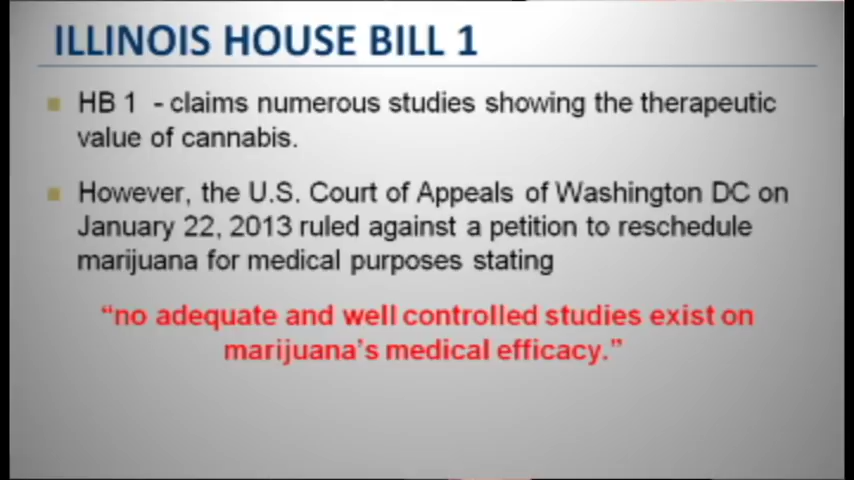 ILLINOIS HOUSE BILL 1
HB 1 - claims numerous studies showing the therapeutic
value of cannabis.
However, the U.S. Court of Appeals of Washington DC on
January 22, 2013 ruled against a petition to reschedule
marijuana for medical purposes stating
“no adequate and well controlled studies exist on
marijuana’s medical efficacy.”